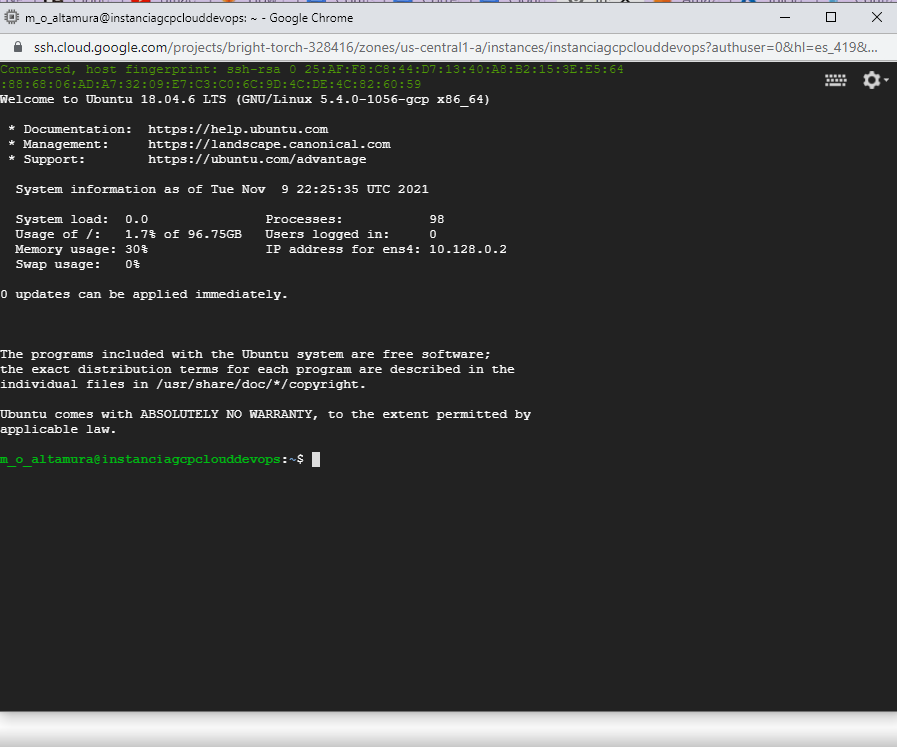 m_o_altamura@instanciagcpclouddevops: ~ - Google Chrome
ssh.cloud.google.com/projects/bright-torch-328416/zones/us-central1-a/instances/instanciagcpclouddevops?authuser=0&hl=es_419&...
Connected, host fingerprint: ssh-rsa 0 25:AF:F8:C8:44:D7:13:40:A8:B2:15:3E:E5:64
:88:68:06:AD:A7:32:09:E7:C3:C0:6C:9D:4C:DE:4C:82:60:59
Welcome to Ubuntu 18.04.6 LTS (GNU/Linux 5.4.0-1056-gcp x86_64)
* Documentation:  https://help.ubuntu.com
* Management:     https://landscape.canonical.com
* Support:        https://ubuntu.com/advantage
System information as of Tue Nov  9 22:25:35 UTC 2021
System load:  0.0                Processes:           98
Usage of /:   1.7% of 96.75GB   Users logged in:     0
Memory usage: 30%               IP address for ens4: 10.128.0.2
Swap usage:   0%
0 updates can be applied immediately.
The programs included with the Ubuntu system are free software;
the exact distribution terms for each program are described in the
individual files in /usr/share/doc/*/copyright.
Ubuntu comes with ABSOLUTELY NO WARRANTY, to the extent permitted by
applicable law.
m_o_altamura@instanciagcpclouddevops:~$